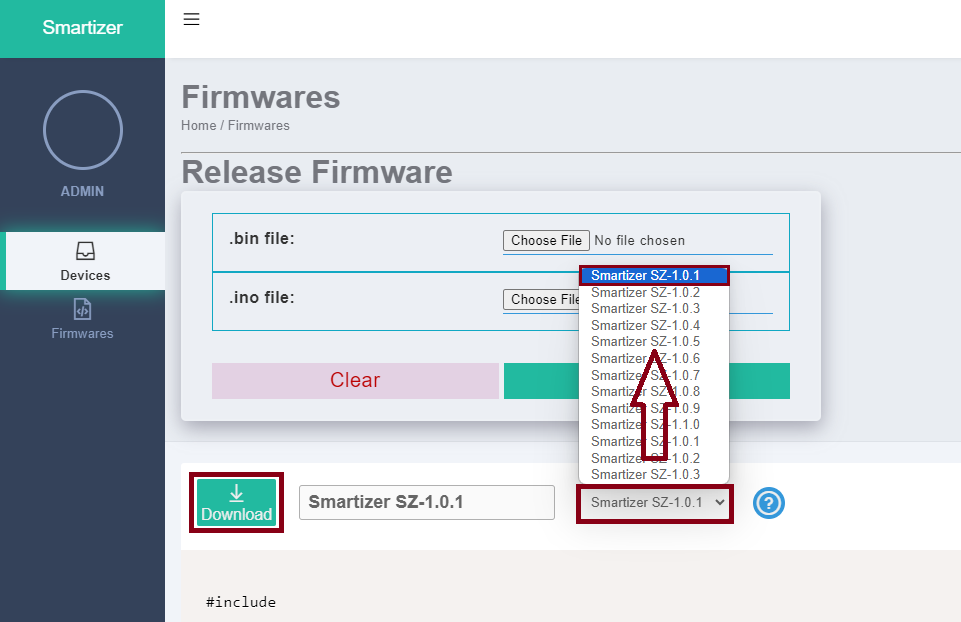 Smartizer
ADMIN
Devices
Firmwares
Firmwares
Home / Firmwares
Release Firmware
.bin file:
Choose File No file chosen
.ino file:
Choose File
Clear
Smartizer SZ-1.0.1
Smartizer SZ-1.0.2
Smartizer SZ-1.0.3
Smartizer SZ-1.0.4
Smartizer SZ-1.0.5
Smartizer SZ-1.0.6
Smartizer SZ-1.0.7
Smartizer SZ-1.0.8
Smartizer SZ-1.0.9
Smartizer SZ-1.1.0
Smartizer SZ-1.0.1
Smartizer SZ-1.0.2
Smartizer SZ-1.0.3
Download
Smartizer SZ-1.0.1
Smartizer SZ-1.0.1
?
#include